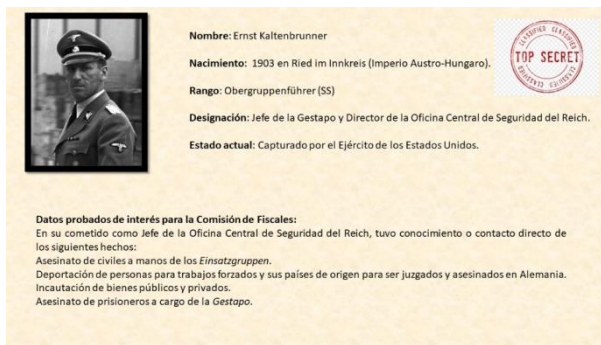 Nombre: Ernst Kaltenbrunner
CLASSIFIED CLASSIFIED
TOP SECRET
CLASSIFIED CLASSIFIED
Nacimiento: 1903 en Ried im Innkreis (Imperio Austro-Hungaro).
Rango: Obergruppenführer (SS)
Designación: Jefe de la Gestapo y Director de la Oficina Central de Seguridad del Reich.
Estado actual: Capturado por el Ejército de los Estados Unidos.
Datos probados de interés para la Comisión de Fiscales:
En su cometido como Jefe de la Oficina Central de Seguridad del Reich, tuvo conocimiento o contacto directo de
los siguientes hechos:
Asesinato de civiles a manos de los Einsatzgruppen.
Deportación de personas para trabajos forzados y sus países de origen para ser juzgados y asesinados en Alemania.
Incautación de bienes públicos y privados.
Asesinato de prisioneros a cargo de la Gestapo.